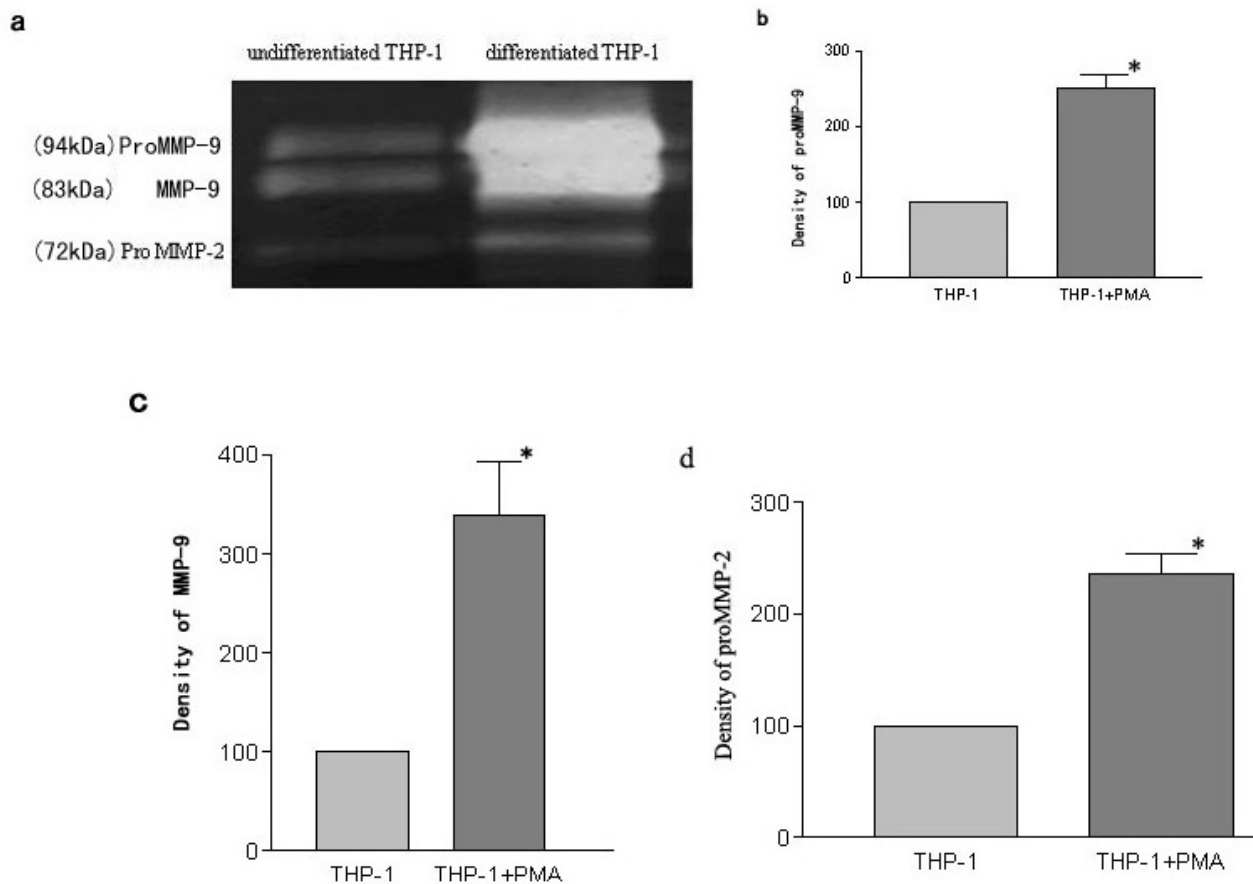 a
undifferentiated THP-1 differentiated THP-1
(94kDa) ProMMP-9
(83kDa) MMP-9
(72kDa) Pro MMP-2
b
Density of proMMP-9
300
200
100
0
*
THP-1 THP-1+PMA
c
Density of MMP-9
400
300
200
100
0
*
THP-1 THP-1+PMA
d
Density of proMMP-2
300
200
100
0
*
THP-1 THP-1+PMA